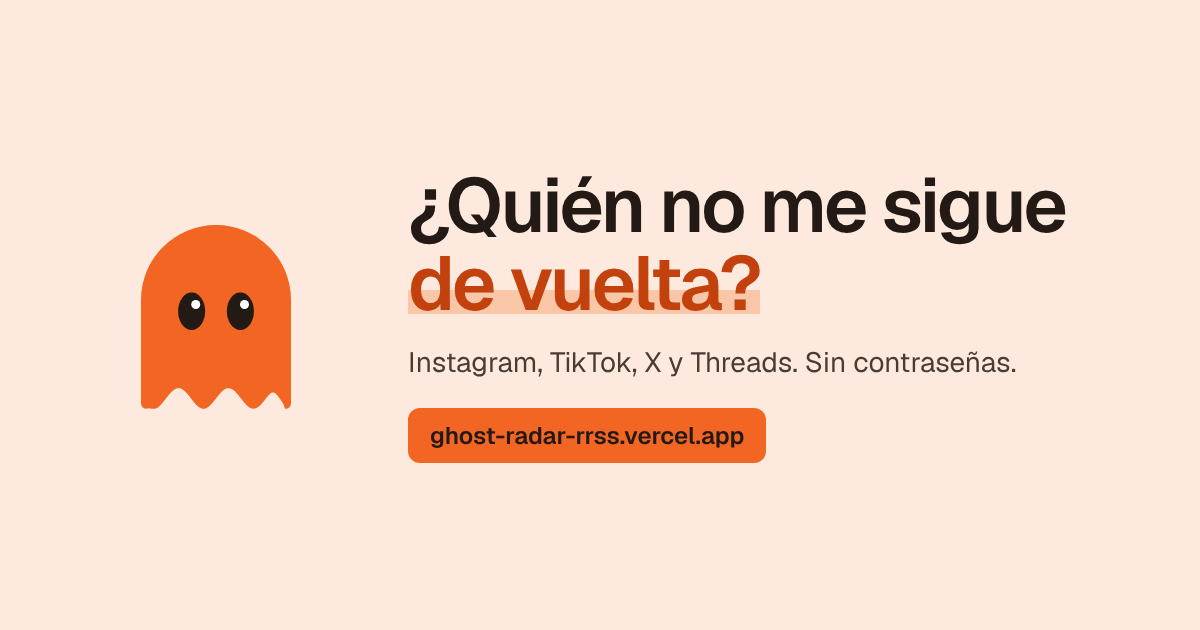 ¿Quién no me sigue
de vuelta?
Instagram, TikTok, X y Threads. Sin contraseñas.
ghost-radar-rrss.vercel.app